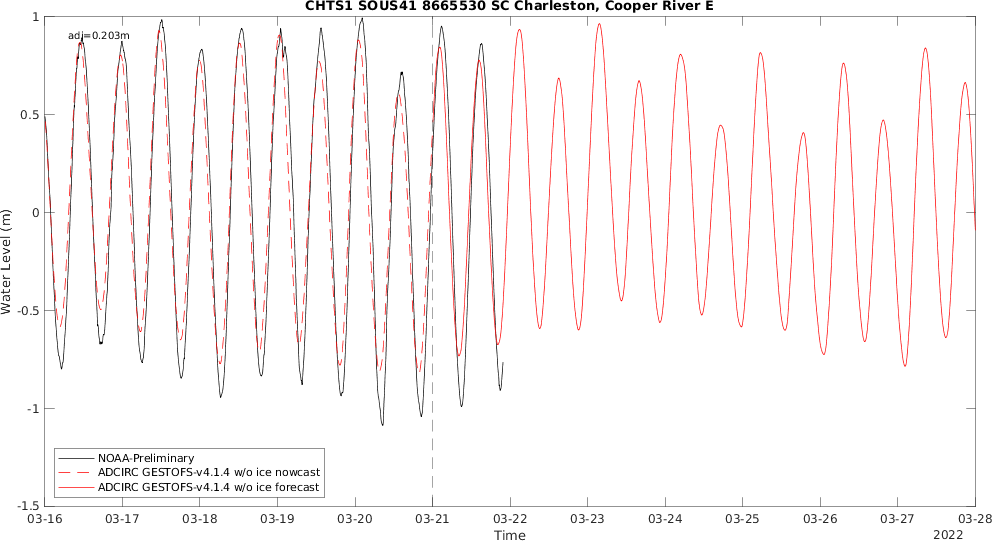 CHTS1 SOUS41 8665530 SC Charleston, Cooper River E
adj=0.203m
Water Level (m)
1
0.5
0
-0.5
-1
-1.5
NOAA-Preliminary
ADCIRC GESTOFS-v4.1.4 w/o ice nowcast
ADCIRC GESTOFS-v4.1.4 w/o ice forecast
03-16 03-17 03-18 03-19 03-20 03-21 03-22 03-23 03-24 03-25 03-26 03-27 03-28
Time
2022